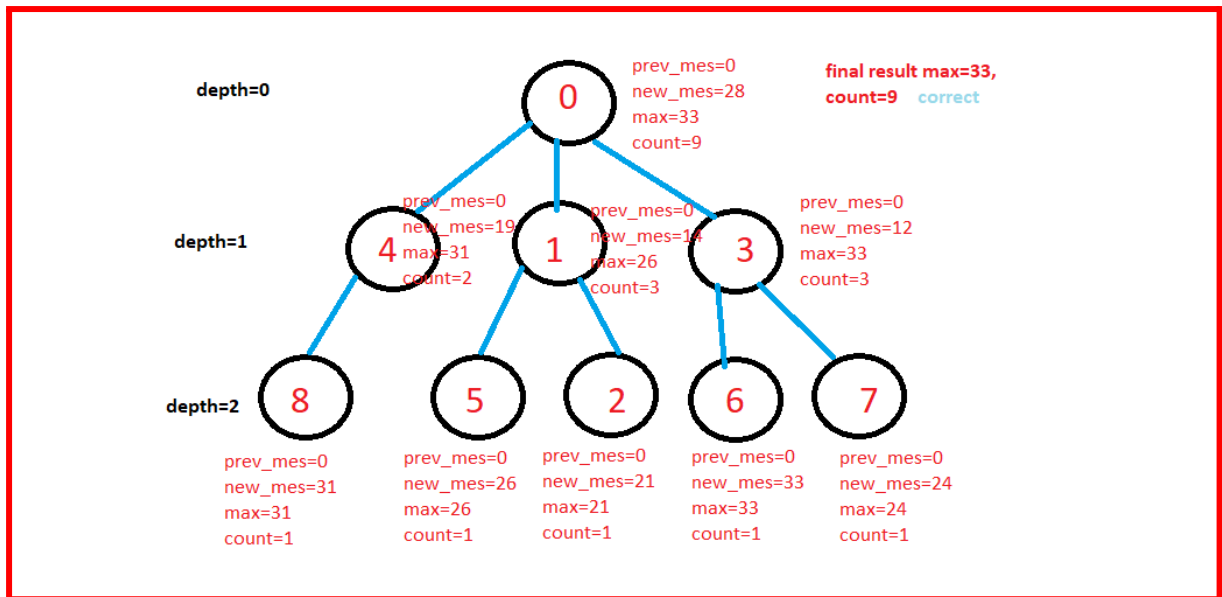 depth=0
0
prev_mes=0
new_mes=28
max=33
count=9
final result max=33,
count=9 correct
depth=1
4
prev_mes=0
new_mes=19
max=31
count=2
1
prev_mes=0
new_mes=14
max=26
count=3
3
prev_mes=0
new_mes=12
max=33
count=3
depth=2
8
prev_mes=0
new_mes=31
max=31
count=1
5
prev_mes=0
new_mes=26
max=26
count=1
2
prev_mes=0
new_mes=21
max=21
count=1
6
prev_mes=0
new_mes=33
max=33
count=1
7
prev_mes=0
new_mes=24
max=24
count=1